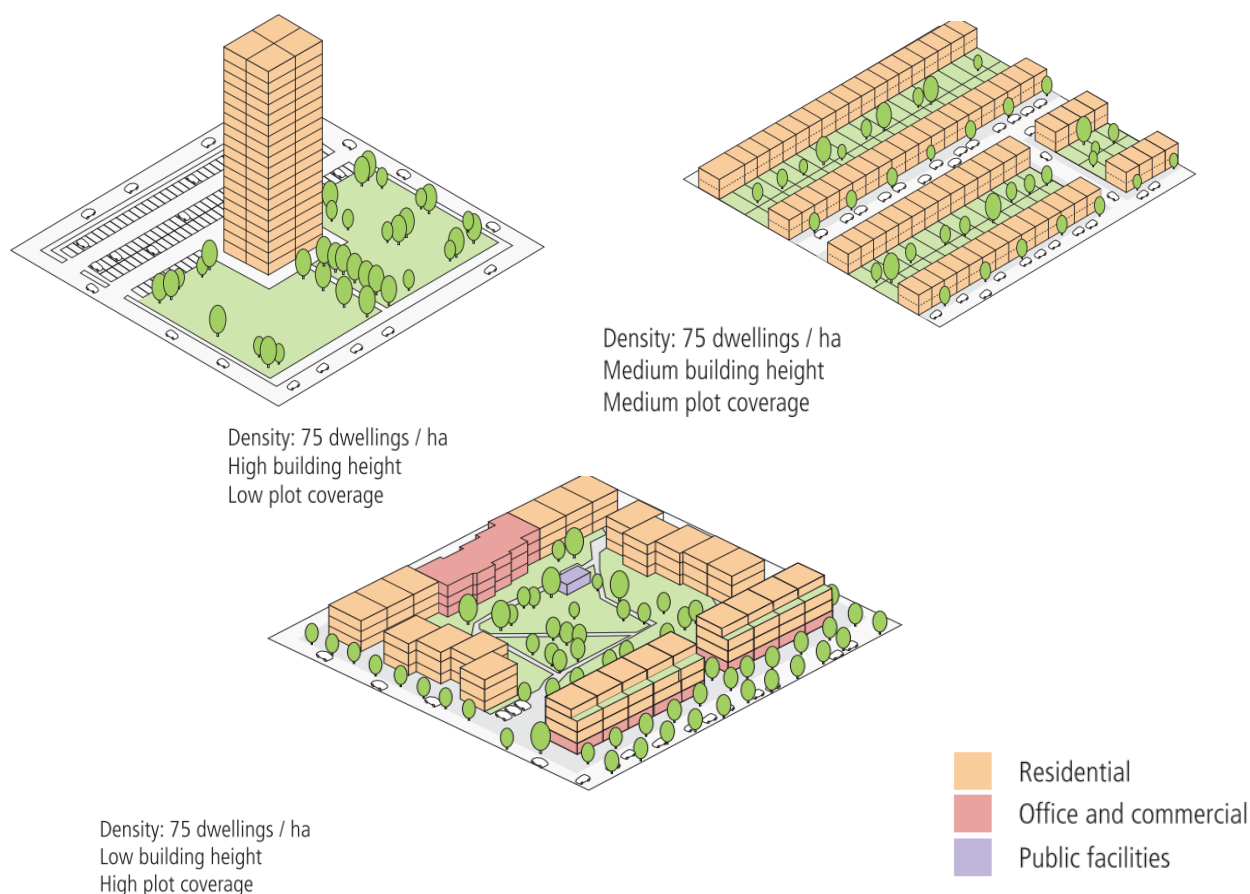 Density: 75 dwellings / ha
High building height
Low plot coverage
Density: 75 dwellings / ha
Medium building height
Medium plot coverage
Density: 75 dwellings / ha
Low building height
High plot coverage
Residential
Office and commercial
Public facilities